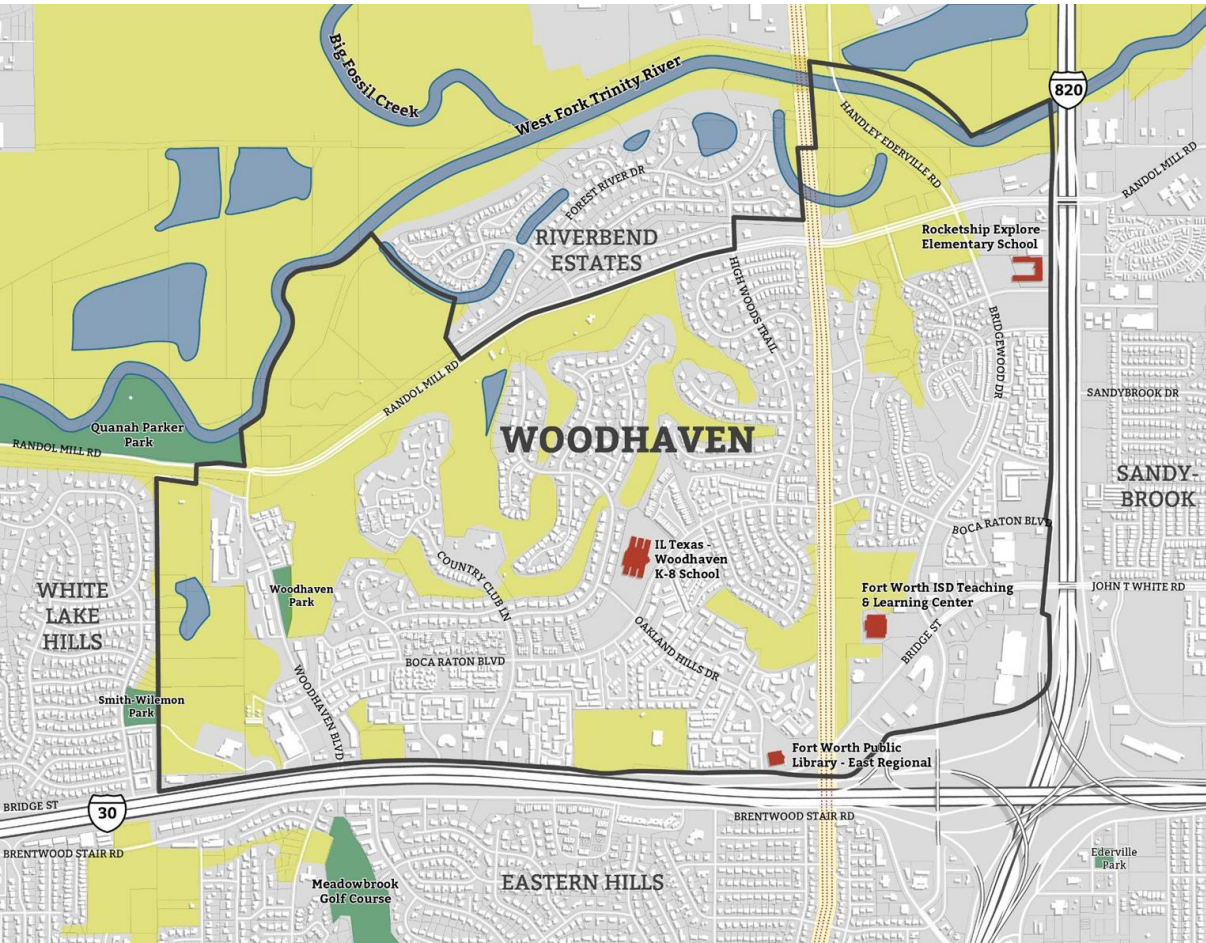 Big Fossil Creek
West Fork Trinity River
820
HANDLEY EDERVILLE RD
RANDOL MILL RD
FOREST RIVER DR
RIVERBEND
ESTATES
Rocketship Explore
Elementary School
HIGH WOODS TRAIL
BRIDGEWOOD DR
RANDOL MILL RD
SANDYBROOK DR
Quanah Parker
Park
RANDOL MILL RD
WOODHAVEN
SANDY-
BROOK
BOCA RATON BLVD
IL Texas -
Woodhaven
K-8 School
COUNTRY CLUB LN
WHITE
LAKE
HILLS
Woodhaven
Park
Fort Worth ISD Teaching
& Learning Center
JOHN T WHITE RD
BRIDGE ST
OAKLAND HILLS DR
BOCA RATON BLVD
WOODHAVEN BLVD
Smith-Wilemon
Park
Fort Worth Public
Library - East Regional
BRIDGE ST
30
BRENTWOOD STAIR RD
BRENTWOOD STAIR RD
Ederville
Park
Meadowbrook
Golf Course
EASTERN HILLS